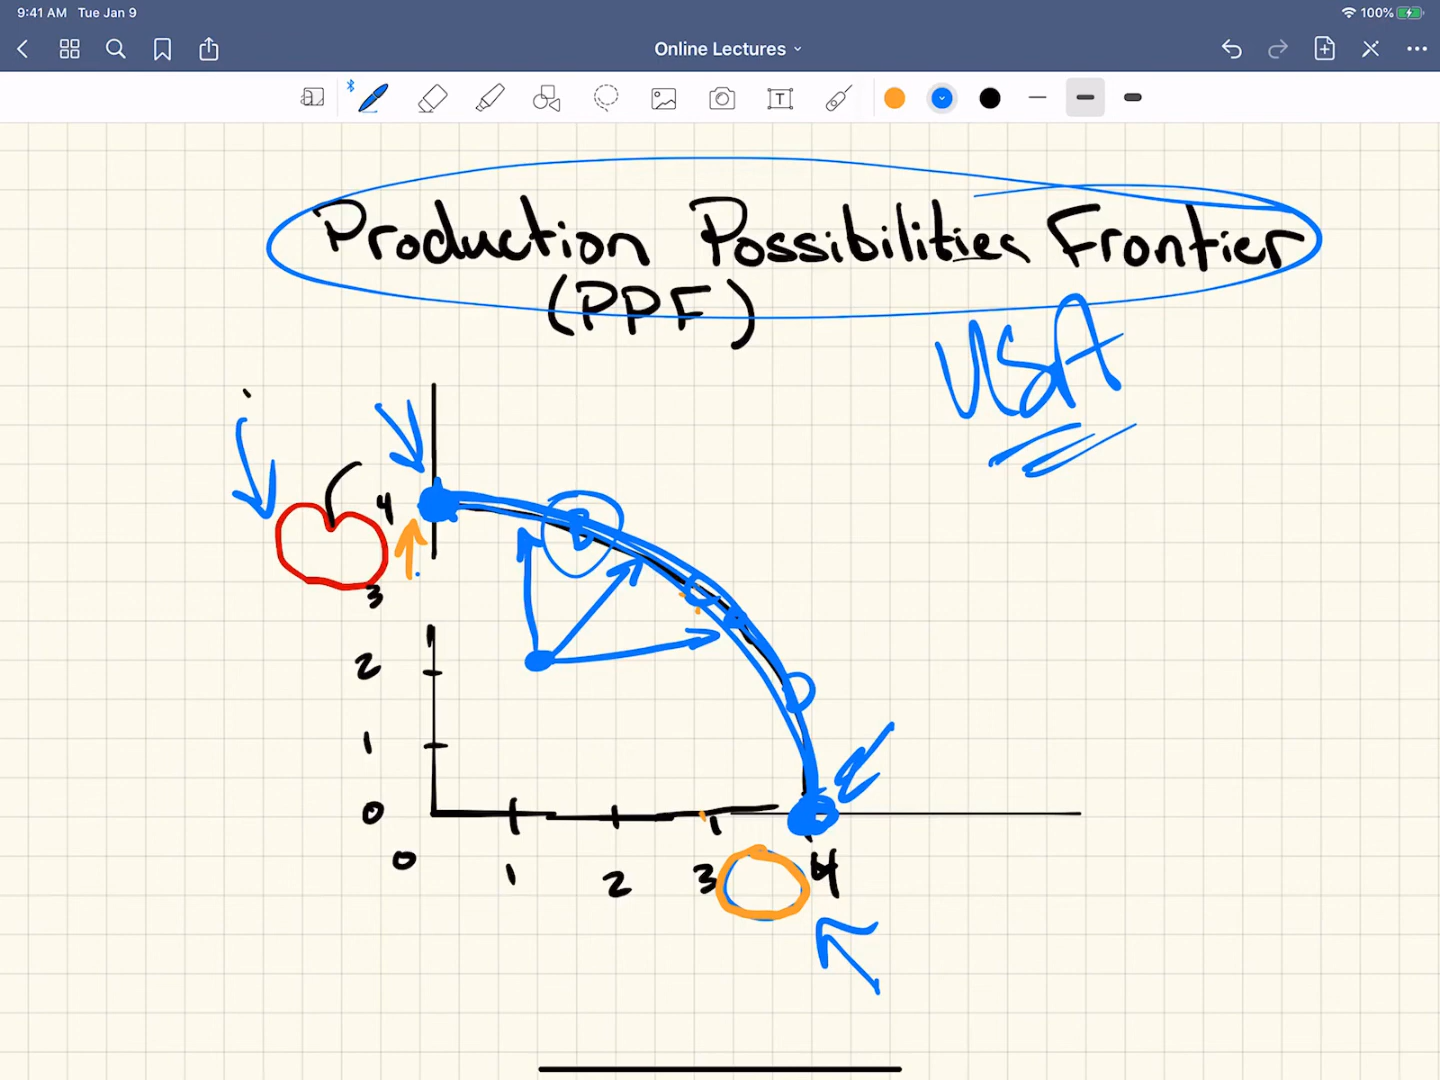 9:41 AM Tue Jan 9
100%
Online Lectures
Production Possibilities Frontier
(PPF)
USA
4
3
2
1
0
0
1 2 3 4